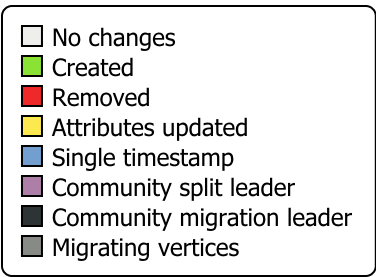 No changes
Created
Removed
Attributes updated
Single timestamp
Community split leader
Community migration leader
Migrating vertices